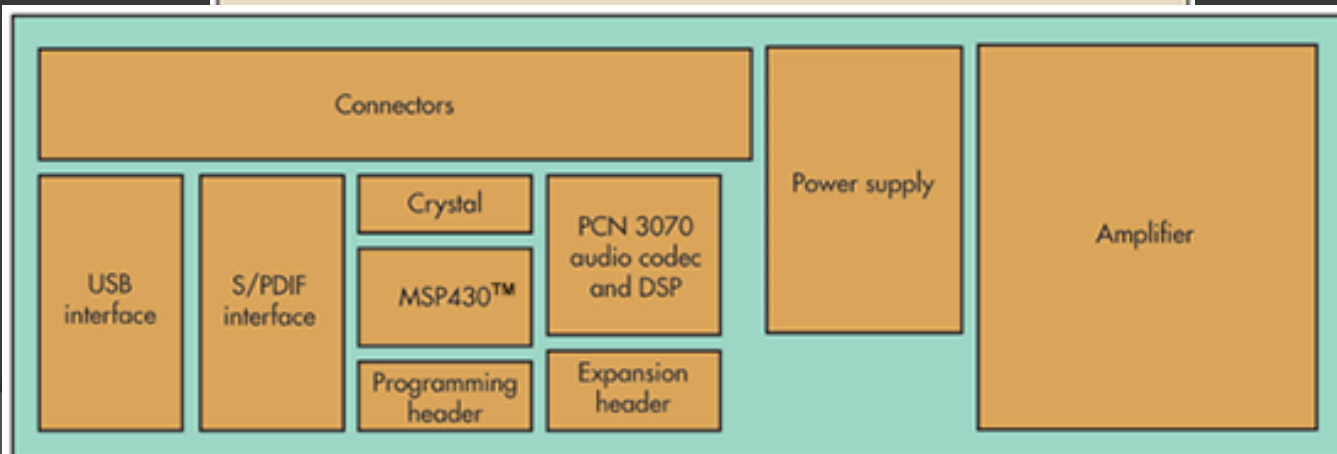 Connectors
Power supply
Amplifier
USB
interface
S/PDIF
interface
Crystal
MSP430™
Programming
header
PCN 3070
audio codec
and DSP
Expansion
header